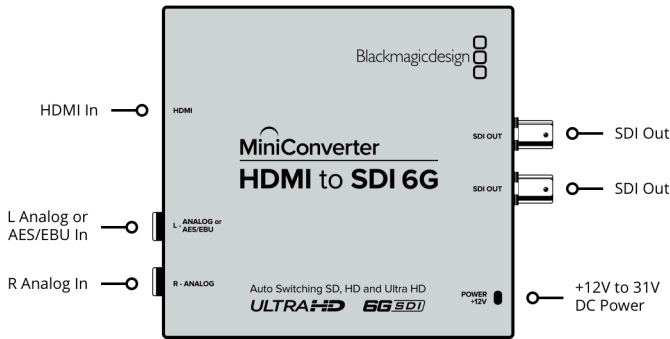 Blackmagicdesign
HDMI In
HDMI
MiniConverter
HDMI to SDI 6G
SDI OUT
SDI Out
SDI OUT
SDI Out
L Analog or
AES/EBU In
L - ANALOG or
AES/EBU
R Analog In
R - ANALOG
Auto Switching SD, HD and Ultra HD
ULTRA HD 6G SDI
POWER
+12V
+12V to 31V
DC Power